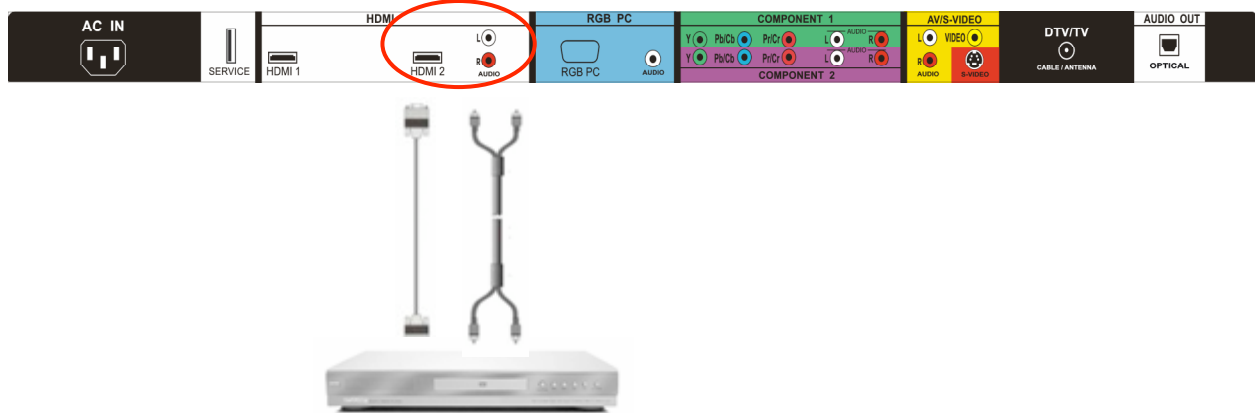 AC IN
SERVICE
HDMI
HDMI 1
HDMI 2
L
R
AUDIO
RGB PC
RGB PC
AUDIO
COMPONENT 1
Y Pb/Cb Pr/Cr L AUDIO R
Y Pb/Cb Pr/Cr L AUDIO R
COMPONENT 2
AV/S-VIDEO
L VIDEO
R
AUDIO S-VIDEO
DTV/TV
CABLE / ANTENNA
AUDIO OUT
OPTICAL